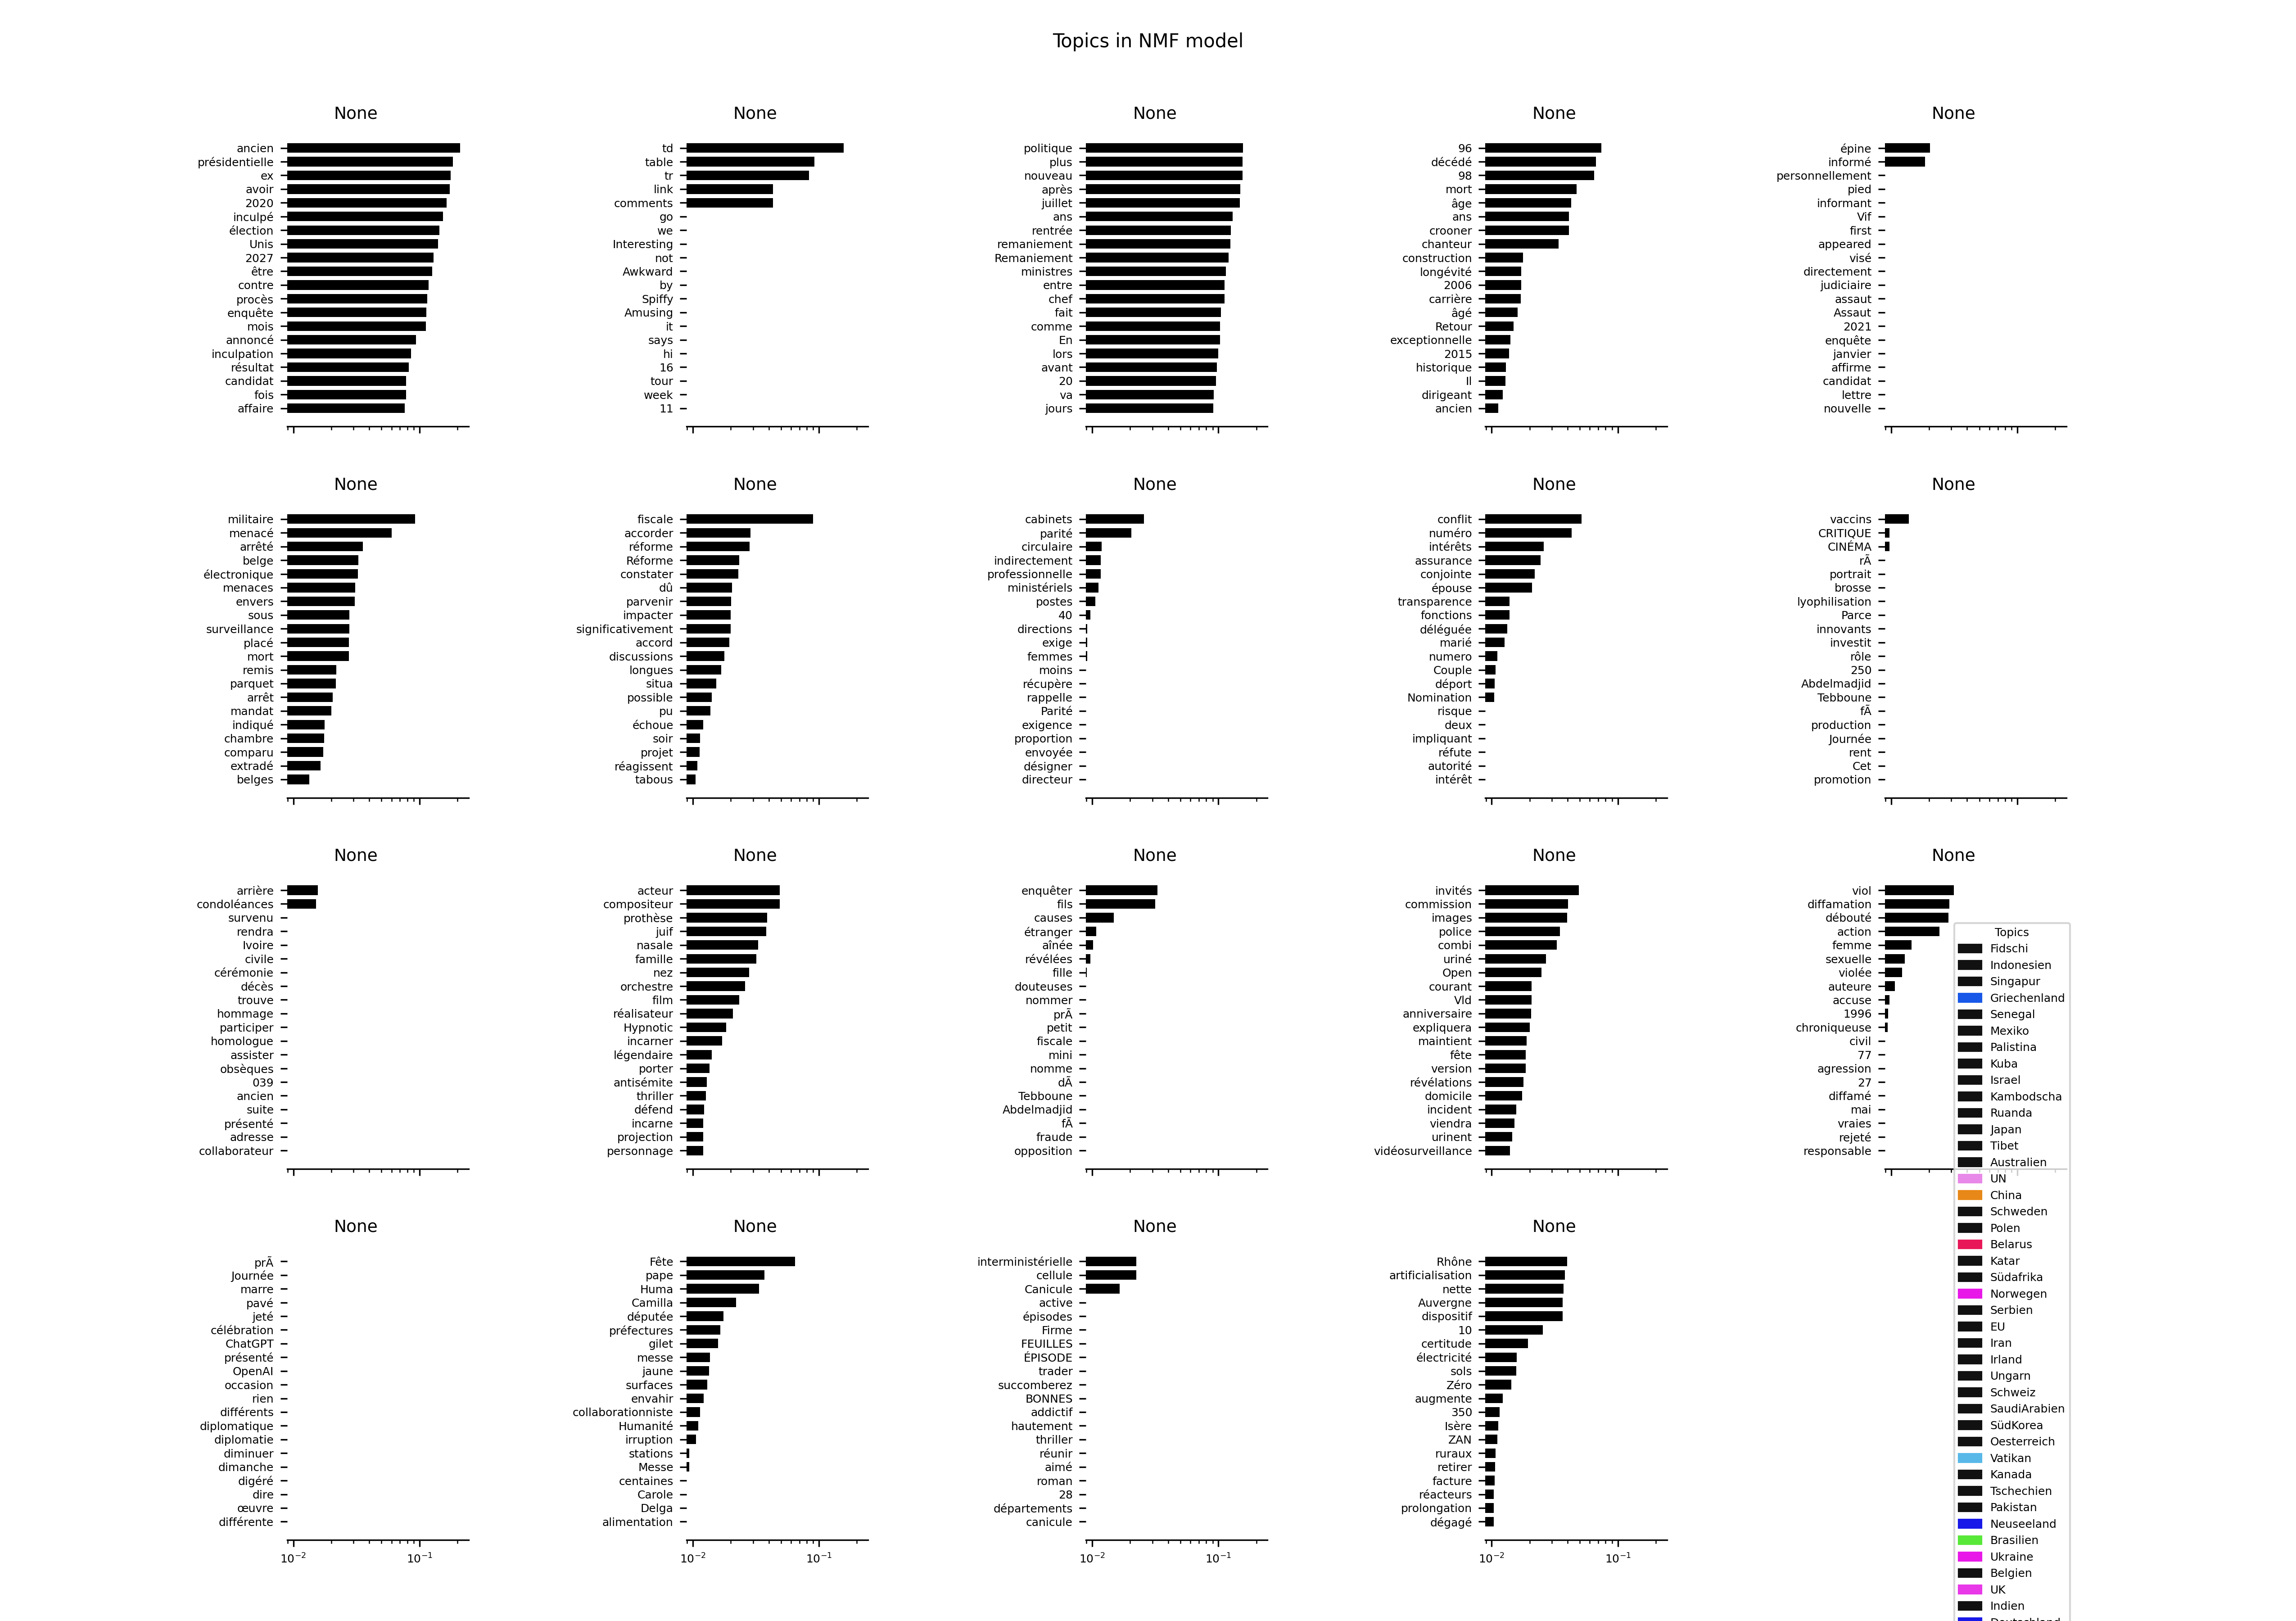 Topics in NMF model
None
ancien
présidentielle
ex
avoir
2020
inculpé
élection
Unis
2027
être
contre
procès
enquête
mois
annoncé
inculpation
résultat
candidat
fois
affaire
None
td
table
tr
link
comments
go
we
Interesting
not
Awkward
by
Spiffy
Amusing
it
says
hi
16
tour
week
11
None
politique
plus
nouveau
après
juillet
ans
rentrée
remaniement
Remaniement
ministres
entre
chef
fait
comme
En
lors
avant
20
va
jours
None
96
décédé
98
mort
âge
ans
crooner
chanteur
construction
longévité
2006
carrière
âgé
Retour
exceptionnelle
2015
historique
Il
dirigeant
ancien
None
épine
informé
personnellement
pied
informant
Vif
first
appeared
visé
directement
judiciaire
assaut
Assaut
2021
enquête
janvier
affirme
candidat
lettre
nouvelle
None
militaire
menacé
arrêté
belge
électronique
menaces
envers
sous
surveillance
placé
mort
remis
parquet
arrêt
mandat
indiqué
chambre
comparu
extradé
belges
None
fiscale
accorder
réforme
Réforme
constater
dû
parvenir
impacter
significativement
accord
discussions
longues
situa
possible
pu
échoue
soir
projet
réagissent
tabous
None
cabinets
parité
circulaire
indirectement
professionnelle
ministériels
postes
40
directions
exige
femmes
moins
récupère
rappelle
Parité
exigence
proportion
envoyée
désigner
directeur
None
conflit
numéro
intérêts
assurance
conjointe
épouse
transparence
fonctions
déléguée
marié
numero
Couple
déport
Nomination
risque
deux
impliquant
réfute
autorité
intérêt
None
vaccins
CRITIQUE
CINÉMA
rÃ
portrait
brosse
lyophilisation
Parce
innovants
investit
rôle
250
Abdelmadjid
Tebboune
fÃ
production
Journée
rent
Cet
promotion
None
arrière
condoléances
survenu
rendra
Ivoire
civile
cérémonie
décès
trouve
hommage
participer
homologue
assister
obsèques
039
ancien
suite
présenté
adresse
collaborateur
None
acteur
compositeur
prothèse
juif
nasale
famille
nez
orchestre
film
réalisateur
Hypnotic
incarner
légendaire
porter
antisémite
thriller
défend
incarne
projection
personnage
None
enquêter
fils
causes
étranger
aînée
révélées
fille
douteuses
nommer
prÃ
petit
fiscale
mini
nomme
dÃ
Tebboune
Abdelmadjid
fÃ
fraude
opposition
None
invités
commission
images
police
combi
uriné
Open
courant
Vld
anniversaire
expliquera
maintient
fête
version
révélations
domicile
incident
viendra
urinent
vidéosurveillance
None
viol
diffamation
débouté
action
femme
sexuelle
violée
auteure
accuse
1996
chroniqueuse
civil
77
agression
27
diffamé
mai
vraies
rejeté
responsable
None
prÃ
Journée
marre
pavé
jeté
célébration
ChatGPT
présenté
OpenAI
occasion
rien
différents
diplomatique
diplomatie
diminuer
dimanche
digéré
dire
œuvre
différente
10⁻²
10⁻¹
None
Fête
pape
Huma
Camilla
députée
préfectures
gilet
messe
jaune
surfaces
envahir
collaborationniste
Humanité
irruption
stations
Messe
centaines
Carole
Delga
alimentation
10⁻²
10⁻¹
None
interministérielle
cellule
Canicule
active
épisodes
Firme
FEUILLES
ÉPISODE
trader
succomberez
BONNES
addictif
hautement
thriller
réunir
aimé
roman
28
départements
canicule
10⁻²
10⁻¹
None
Rhône
artificialisation
nette
Auvergne
dispositif
10
certitude
électricité
sols
Zéro
augmente
350
Isère
ZAN
ruraux
retirer
facture
réacteurs
prolongation
dégagé
10⁻²
10⁻¹
Topics
Fidschi
Indonesien
Singapur
Griechenland
Senegal
Mexiko
Palistina
Kuba
Israel
Kambodscha
Ruanda
Japan
Tibet
Australien
UN
China
Schweden
Polen
Belarus
Katar
Südafrika
Norwegen
Serbien
EU
Iran
Irland
Ungarn
Schweiz
SaudiArabien
SüdKorea
Oesterreich
Vatikan
Kanada
Tschechien
Pakistan
Neuseeland
Brasilien
Ukraine
Belgien
UK
Indien